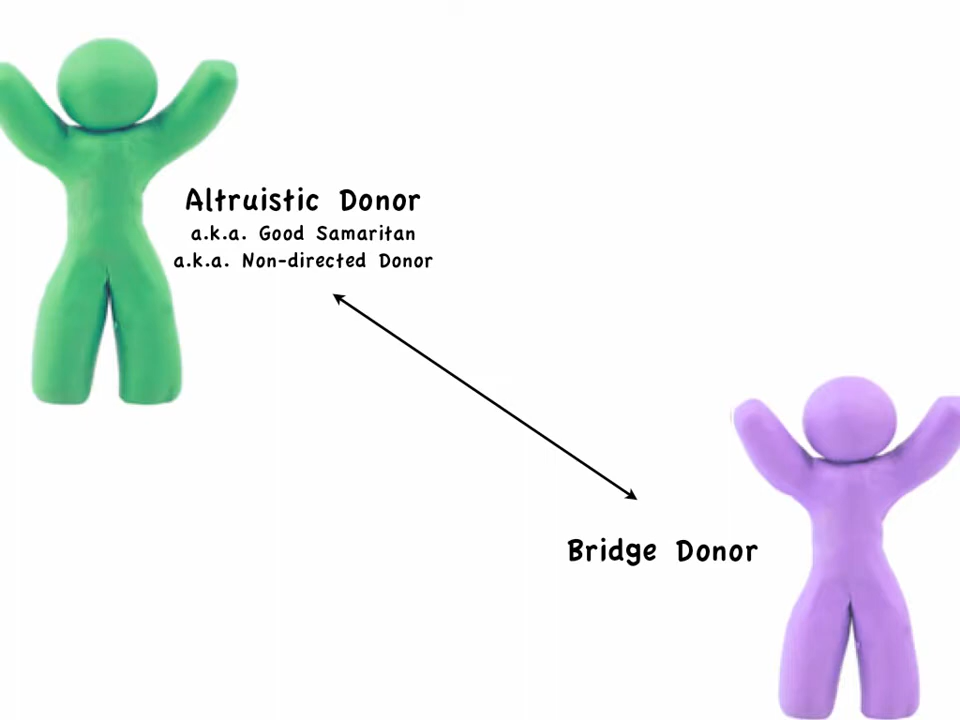 Altruistic Donor
a.k.a. Good Samaritan
a.k.a. Non-directed Donor
Bridge Donor